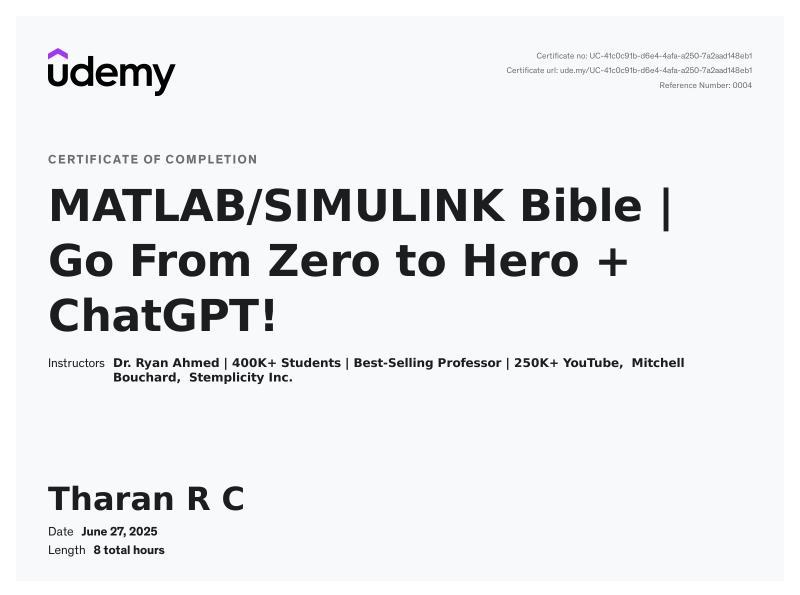 udemy
Certificate no: UC-41c0c91b-d6e4-4afa-a250-7a2aad148eb1
Certificate url: ude.my/UC-41c0c91b-d6e4-4afa-a250-7a2aad148eb1
Reference Number: 0004
CERTIFICATE OF COMPLETION
MATLAB/SIMULINK Bible |
Go From Zero to Hero +
ChatGPT!
Instructors Dr. Ryan Ahmed | 400K+ Students | Best-Selling Professor | 250K+ YouTube, Mitchell
Bouchard, Stemplicity Inc.
Tharan R C
Date June 27, 2025
Length 8 total hours